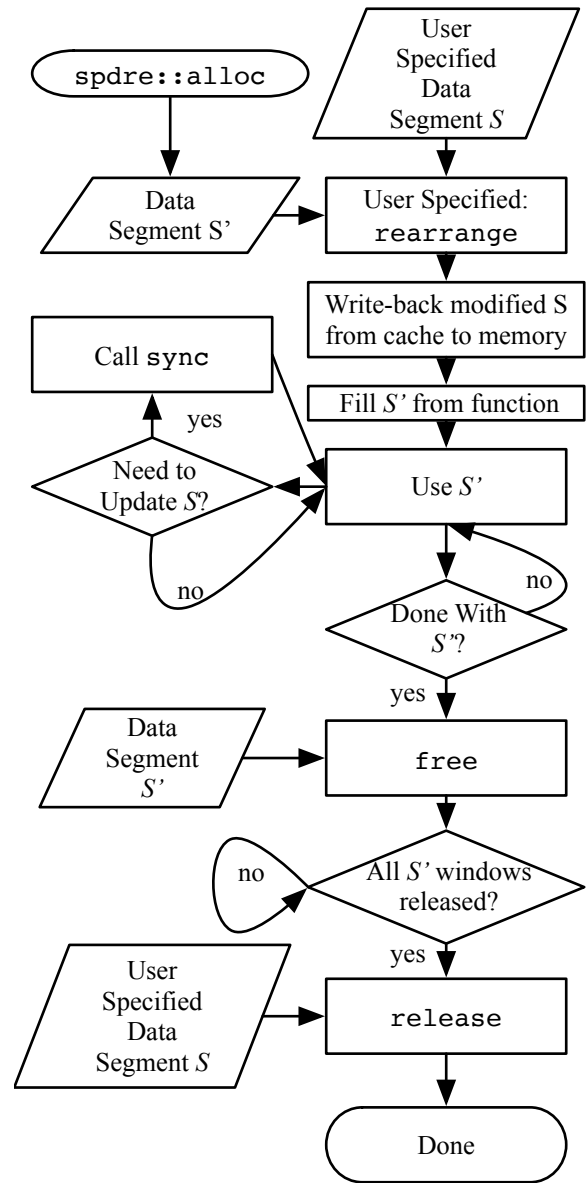 User
Specified
Data
Segment S
spdre::alloc
Data
Segment S’
User Specified:
rearrange
Write-back modified S
from cache to memory
Call sync
Fill S’ from function
yes
Need to
Update S?
Use S’
no
no
Done With
S’?
yes
Data
Segment
S’
free
no
All S’ windows
released?
yes
User
Specified
Data
Segment S
release
Done